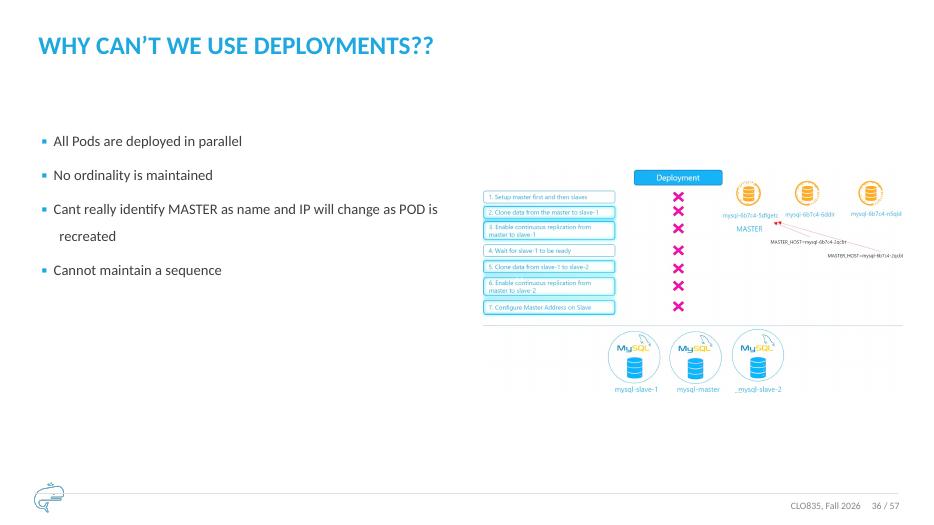 WHY CAN'T WE USE DEPLOYMENTS??
▪ All Pods are deployed in parallel
▪ No ordinality is maintained
▪ Cant really identify MASTER as name and IP will change as POD is
recreated
▪ Cannot maintain a sequence
Deployment
1. Setup master first and then slaves
2. Clone data from the master to slave-1
3. Enable continuous replication from
master to slave-1
4. Wait for slave-1 to be ready
5. Clone data from slave-1 to slave-2
6. Enable continuous replication from
master to slave-2
7. Configure Master Address on Slave
mysql-6b7c4-6ddir
mysql-6b7c4-n5qld
MASTER
MySQL
MySQL
MySQL
mysql-slave-1
mysql-master
mysql-slave-2
CLO835, Fall 2026
36 / 57